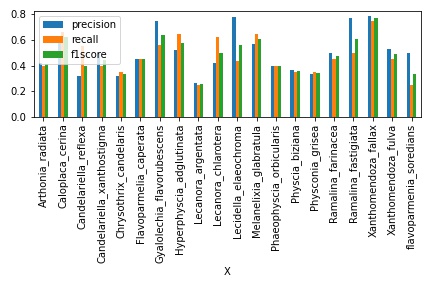 0.8
0.6
0.4
0.2
0.0
precision
recall
f1score
Arthonia_radiata
Caloplaca_cerina
Candelariella_reflexa
Candelariella_xanthostigma
Chrysothrix_candelaris
Flavoparmelia_caperata
Gyalolechia_flavorubescens
Hyperphyscia_adglutinata
Lecanora_argentata
Lecanora_chlarotera
Lecidella_elaeochroma
Melanelixia_glabratula
Phaeophyscia_orbicularis
Physcia_biziana
Physconia_grisea
Ramalina_farinacea
Ramalina_fastigiata
Xanthomendoza_fallax
Xanthomendoza_fulva
flavoparmenia_soredians
X